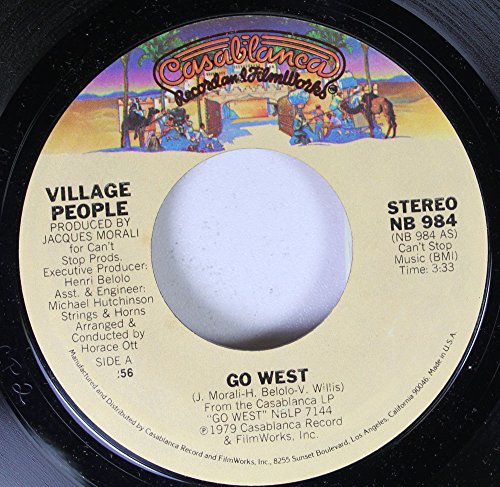 Casablanca
Record and FilmWorks
VILLAGE
PEOPLE
PRODUCED BY
JACQUES MORALI
for Can't
Stop Prods.
Executive Producer:
Henri Belolo
Asst. & Engineer:
Michael Hutchinson
Strings & Horns
Arranged &
Conducted by
Horace Ott
SIDE A
:56
STEREO
NB 984
(NB 984 AS)
Can't Stop
Music (BMI)
Time: 3:33
GO WEST
(J. Morali-H. Belolo-V. Willis)
From the Casablanca LP
"GO WEST" NBLP 7144
℗1979 Casablanca Record
& FilmWorks, Inc.
Manufactured and Distributed by Casablanca Record and FilmWorks, Inc., 8255 Sunset Boulevard, Los Angeles, California 90046. Made in U.S.A.